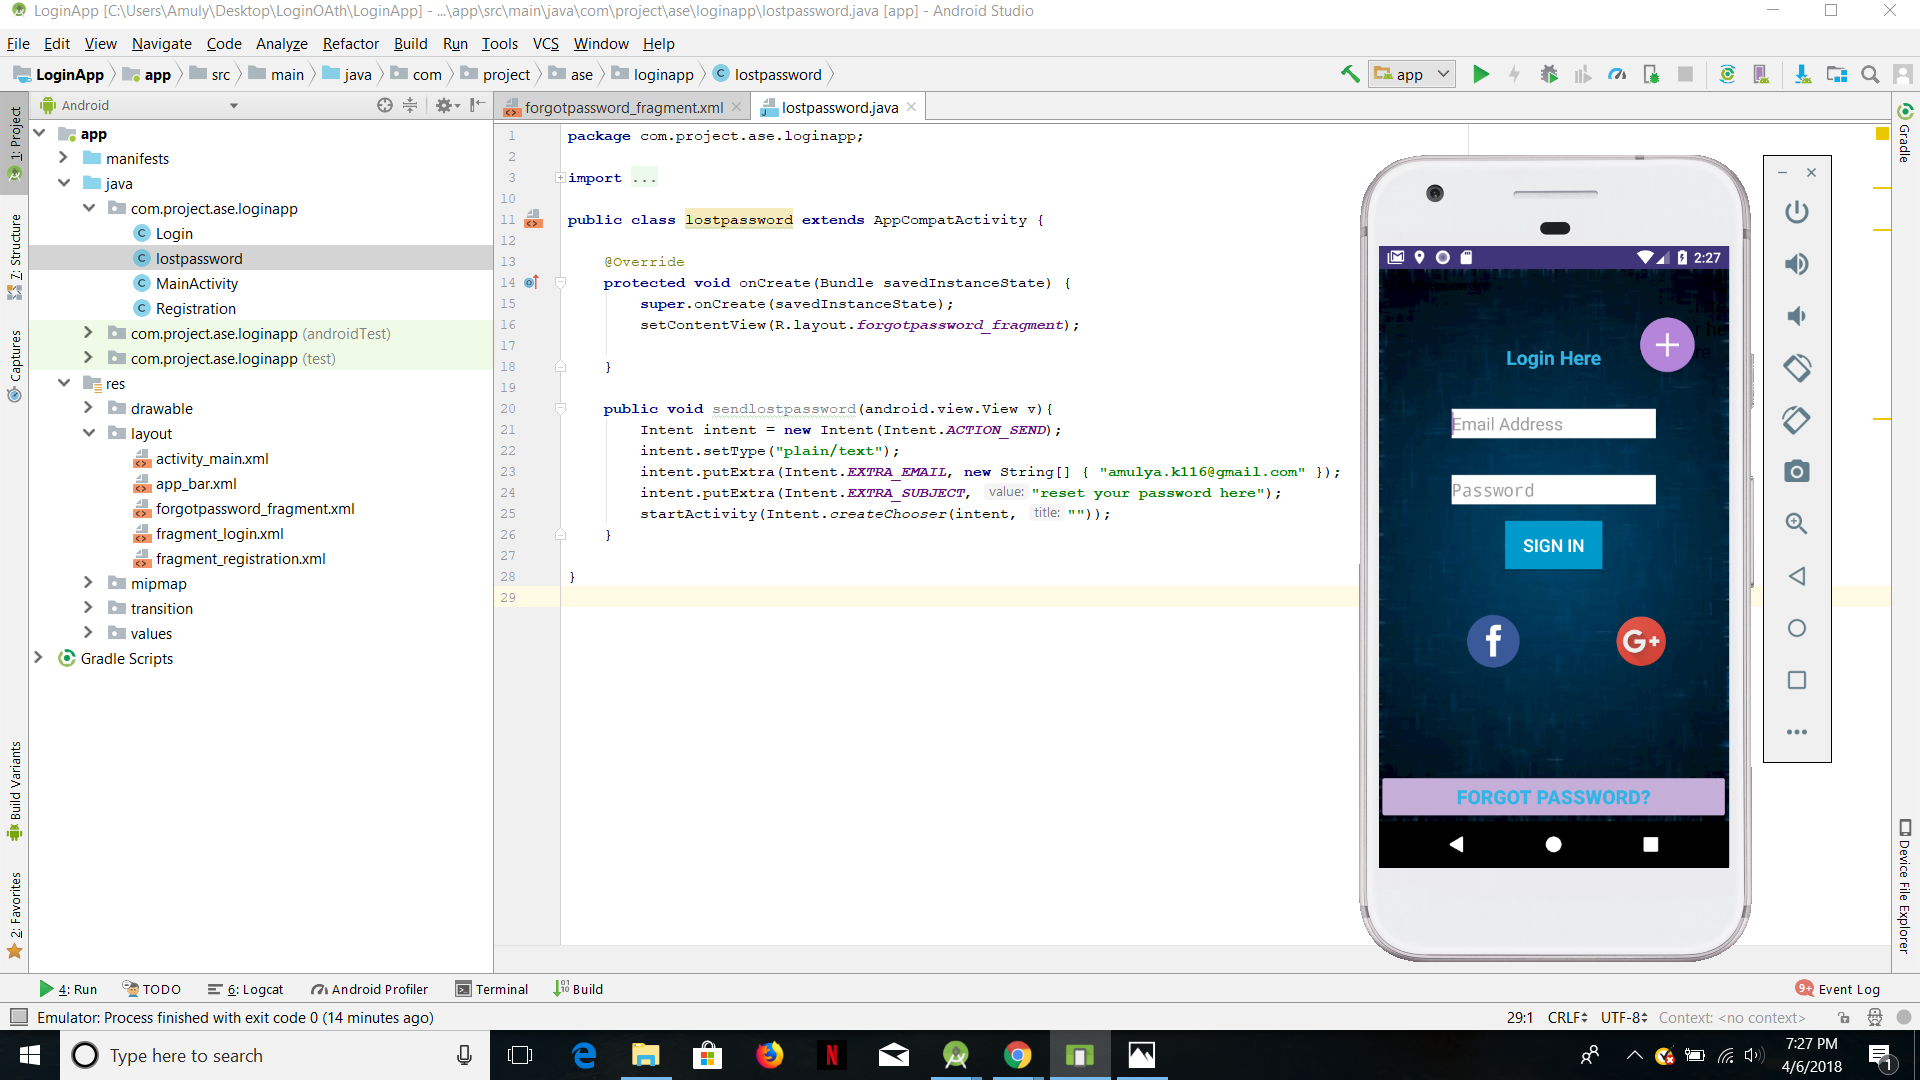 LoginApp [C:\Users\Amuly\Desktop\LoginOAth\LoginApp] - ...\app\src\main\java\com\project\ase\loginapp\lostpassword.java [app] - Android Studio
File Edit View Navigate Code Analyze Refactor Build Run Tools VCS Window Help
LoginApp app src main java com project ase loginapp lostpassword app
Android
forgotpassword_fragment.xml lostpassword.java
1: Project
7: Structure
Captures
Build Variants
2: Favorites
app
manifests
java
com.project.ase.loginapp
Login
lostpassword
MainActivity
Registration
com.project.ase.loginapp (androidTest)
com.project.ase.loginapp (test)
res
drawable
layout
activity_main.xml
app_bar.xml
forgotpassword_fragment.xml
fragment_login.xml
fragment_registration.xml
mipmap
transition
values
Gradle Scripts
1 package com.project.ase.loginapp;
2
3 import ...
10
11 public class lostpassword extends AppCompatActivity {
12
13 @Override
14 protected void onCreate(Bundle savedInstanceState) {
15 super.onCreate(savedInstanceState);
16 setContentView(R.layout.forgotpassword_fragment);
17
18 }
19
20 public void sendlostpassword(android.view.View v){
21 Intent intent = new Intent(Intent.ACTION_SEND);
22 intent.setType("plain/text");
23 intent.putExtra(Intent.EXTRA_EMAIL, new String[] { "amulya.k116@gmail.com" });
24 intent.putExtra(Intent.EXTRA_SUBJECT, value: "reset your password here");
25 startActivity(Intent.createChooser(intent, title: ""));
26 }
27
28 }
29
2:27
Login Here
Email Address
Password
SIGN IN
f
G+
FORGOT PASSWORD?
Gradle
Device File Explorer
4: Run TODO 6: Logcat Android Profiler Terminal Build 9+ Event Log
Emulator: Process finished with exit code 0 (14 minutes ago) 29:1 CRLF UTF-8 Context: <no context>
Type here to search
7:27 PM
4/6/2018
1